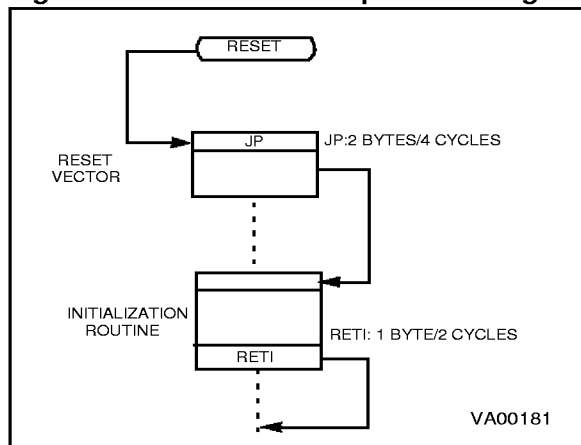 RESET
JP
JP:2 BYTES/4 CYCLES
RESET
VECTOR
INITIALIZATION
ROUTINE
RETI: 1 BYTE/2 CYCLES
RETI
VA00181